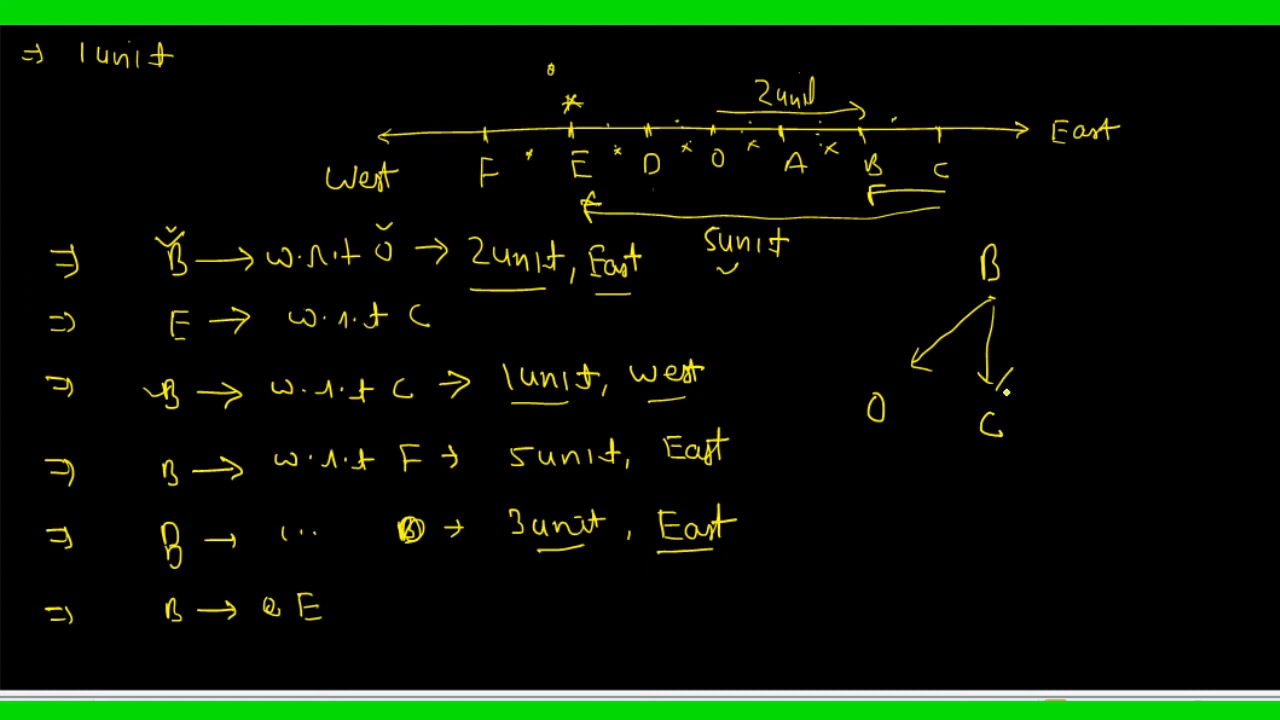 ⇒ 1unit
2unit
East
West F E D O A B C
5unit
⇒ B → w.r.t O → 2unit, East
⇒ E → w.r.t C
⇒ B → w.r.t C → 1unit, west
⇒ B → w.r.t F → 5unit, East
⇒ B → ... → 3unit, East
⇒ B → E
B
O C